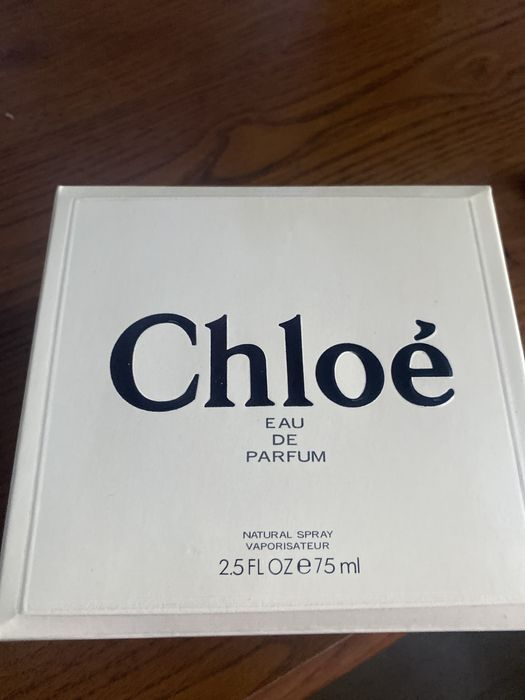 Chloé
EAU
DE
PARFUM
NATURAL SPRAY
VAPORISATEUR
2.5 FL OZ ℮ 75 ml